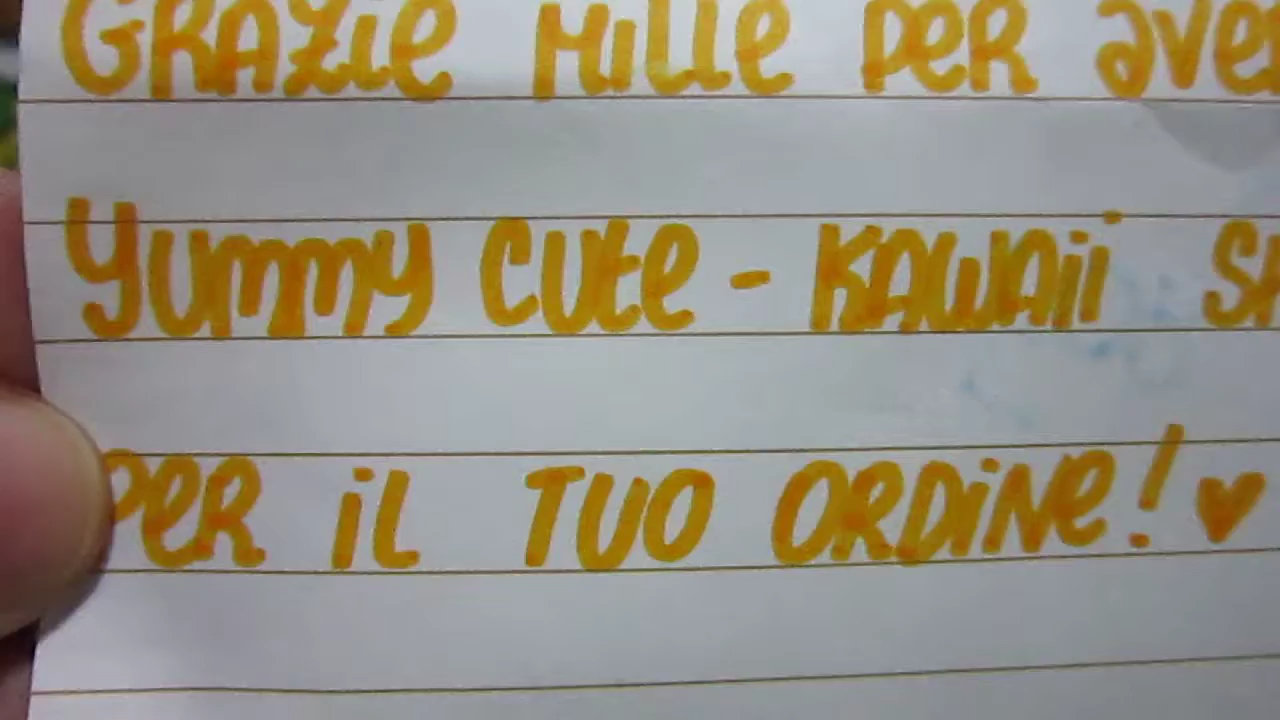 GRAZie Mille PER
Yummy Cute - KAWAii
PeR iL TUO ORDiNe! ♥